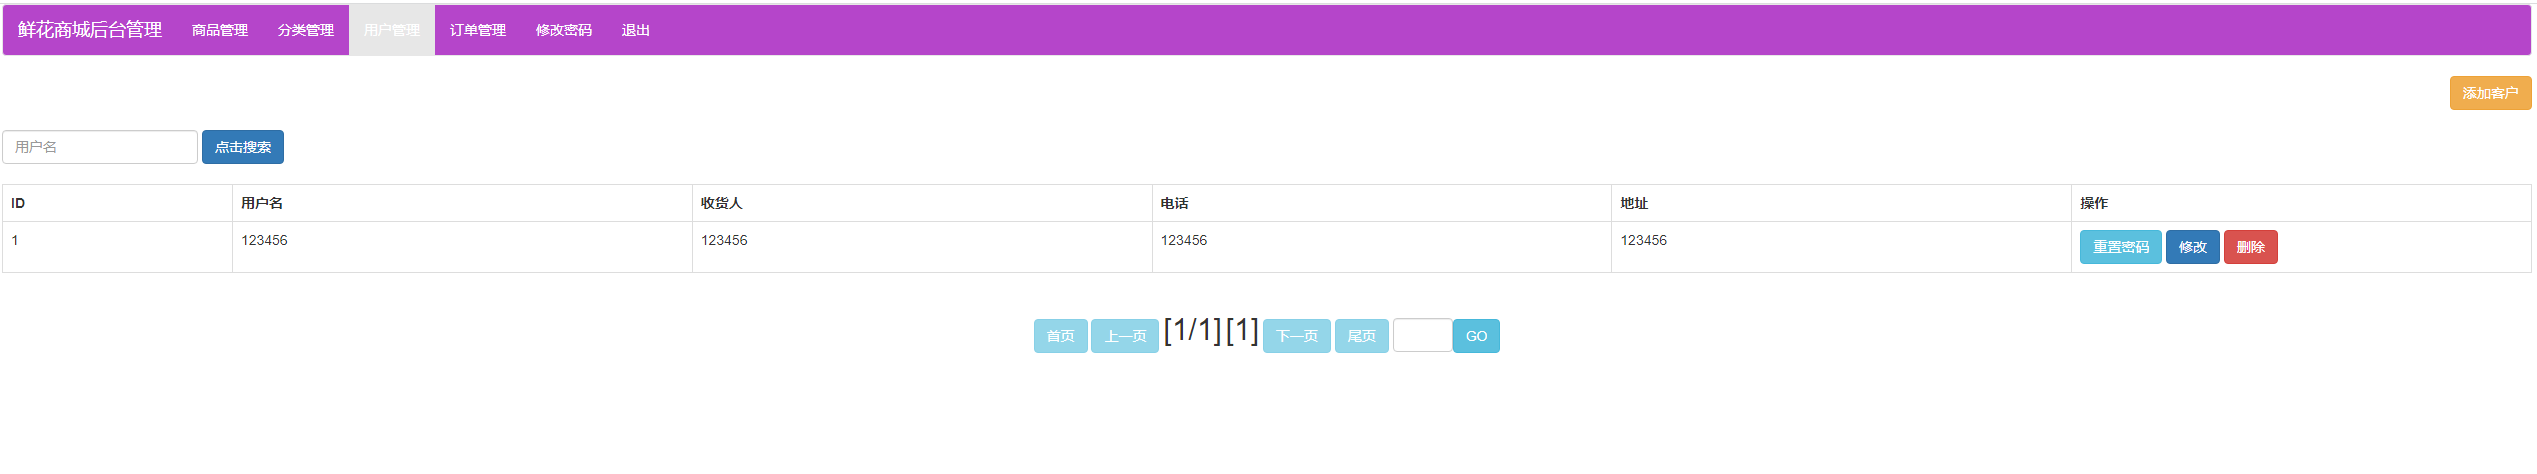 鲜花商城后台管理 商品管理 分类管理 用户管理 订单管理 修改密码 退出
添加客户
用户名 点击搜索
ID 用户名 收货人 电话 地址 操作
1 123456 123456 123456 123456 重置密码 修改 删除
首页 上一页 [1/1][1] 下一页 尾页 GO